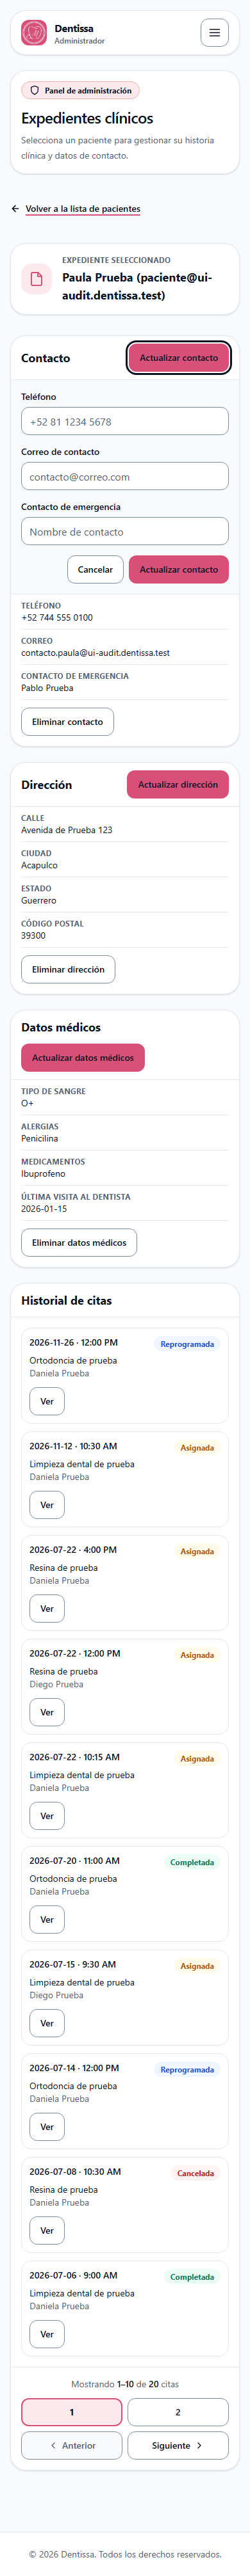 Dentissa
Administrador
Panel de administración
Expedientes clínicos
Selecciona un paciente para gestionar su historia
clínica y datos de contacto.
Volver a la lista de pacientes
EXPEDIENTE SELECCIONADO
Paula Prueba (paciente@ui-
audit.dentissa.test)
Contacto
Actualizar contacto
Teléfono
+52 81 1234 5678
Correo de contacto
contacto@correo.com
Contacto de emergencia
Nombre de contacto
Cancelar
Actualizar contacto
TELÉFONO
+52 744 555 0100
CORREO
contacto.paula@ui-audit.dentissa.test
CONTACTO DE EMERGENCIA
Pablo Prueba
Eliminar contacto
Dirección
Actualizar dirección
CALLE
Avenida de Prueba 123
CIUDAD
Acapulco
ESTADO
Guerrero
CÓDIGO POSTAL
39300
Eliminar dirección
Datos médicos
Actualizar datos médicos
TIPO DE SANGRE
O+
ALERGIAS
Penicilina
MEDICAMENTOS
Ibuprofeno
ÚLTIMA VISITA AL DENTISTA
2026-01-15
Eliminar datos médicos
Historial de citas
2026-11-26 · 12:00 PM
Reprogramada
Ortodoncia de prueba
Daniela Prueba
Ver
2026-11-12 · 10:30 AM
Asignada
Limpieza dental de prueba
Daniela Prueba
Ver
2026-07-22 · 4:00 PM
Asignada
Resina de prueba
Daniela Prueba
Ver
2026-07-22 · 12:00 PM
Asignada
Resina de prueba
Diego Prueba
Ver
2026-07-22 · 10:15 AM
Asignada
Limpieza dental de prueba
Daniela Prueba
Ver
2026-07-20 · 11:00 AM
Completada
Ortodoncia de prueba
Daniela Prueba
Ver
2026-07-15 · 9:30 AM
Asignada
Limpieza dental de prueba
Diego Prueba
Ver
2026-07-14 · 12:00 PM
Reprogramada
Ortodoncia de prueba
Daniela Prueba
Ver
2026-07-08 · 10:30 AM
Cancelada
Resina de prueba
Daniela Prueba
Ver
2026-07-06 · 9:00 AM
Completada
Limpieza dental de prueba
Daniela Prueba
Ver
Mostrando 1–10 de 20 citas
1
2
Anterior
Siguiente
© 2026 Dentissa. Todos los derechos reservados.